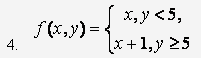 4. f(x,y) = { x, y < 5,
x+1, y ≥ 5